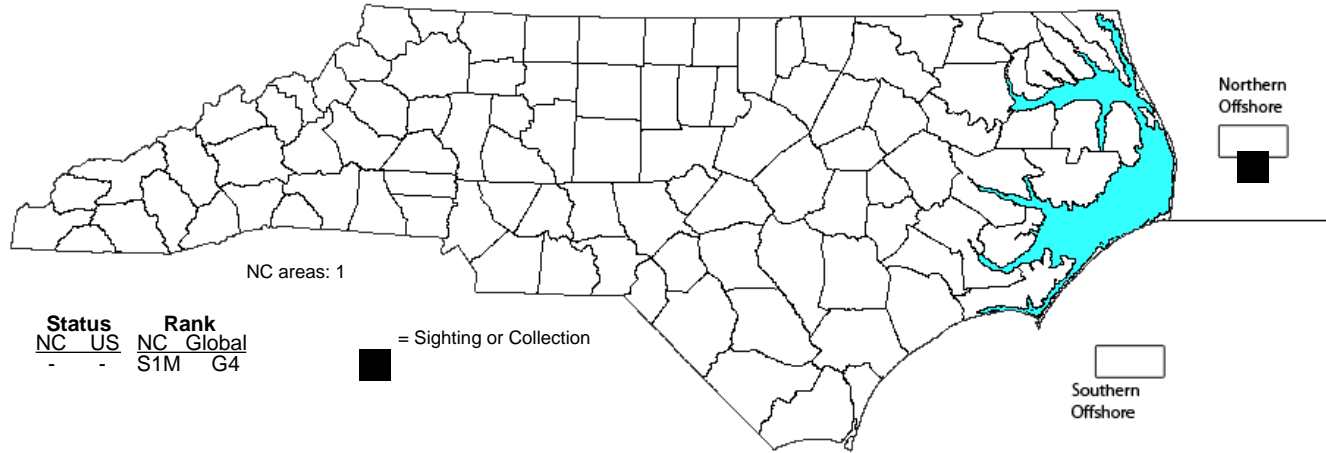 Northern
Offshore
NC areas: 1
Status Rank
NC US NC Global
- - S1M G4
= Sighting or Collection
Southern
Offshore